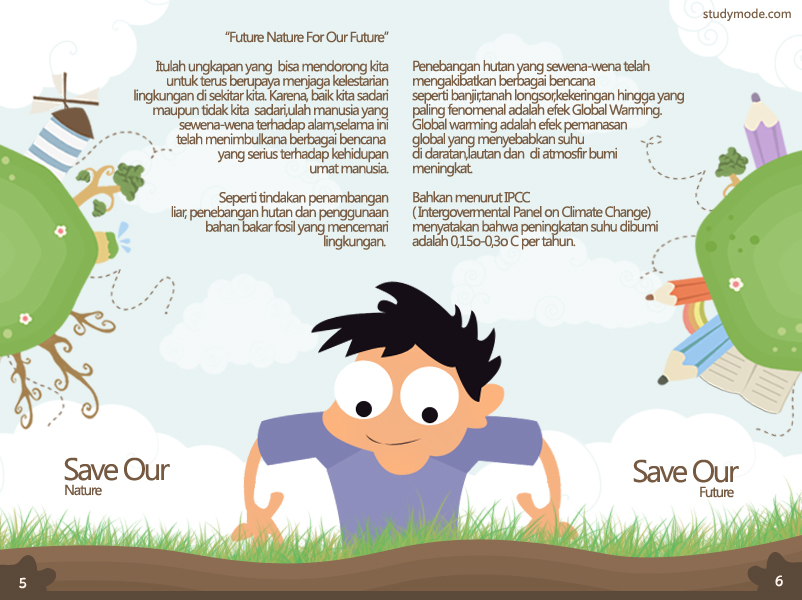 studymode.com
“Future Nature For Our Future”
Itulah ungkapan yang bisa mendorong kita
untuk terus berupaya menjaga kelestarian
lingkungan di sekitar kita. Karena, baik kita sadari
maupun tidak kita sadari,ulah manusia yang
sewena-wena terhadap alam,selama ini
telah menimbulkana berbagai bencana
yang serius terhadap kehidupan
umat manusia.
Seperti tindakan penambangan
liar, penebangan hutan dan penggunaan
bahan bakar fosil yang mencemari
lingkungan.
Penebangan hutan yang sewena-wena telah
mengakibatkan berbagai bencana
seperti banjir,tanah longsor,kekeringan hingga yang
paling fenomenal adalah efek Global Warming.
Global warming adalah efek pemanasan
global yang menyebabkan suhu
di daratan,lautan dan di atmosfir bumi
meningkat.
Bahkan menurut IPCC
( Intergovermental Panel on Climate Change)
menyatakan bahwa peningkatan suhu dibumi
adalah 0,15o-0,3o C per tahun.
Save Our
Nature
Save Our
Future
5
6